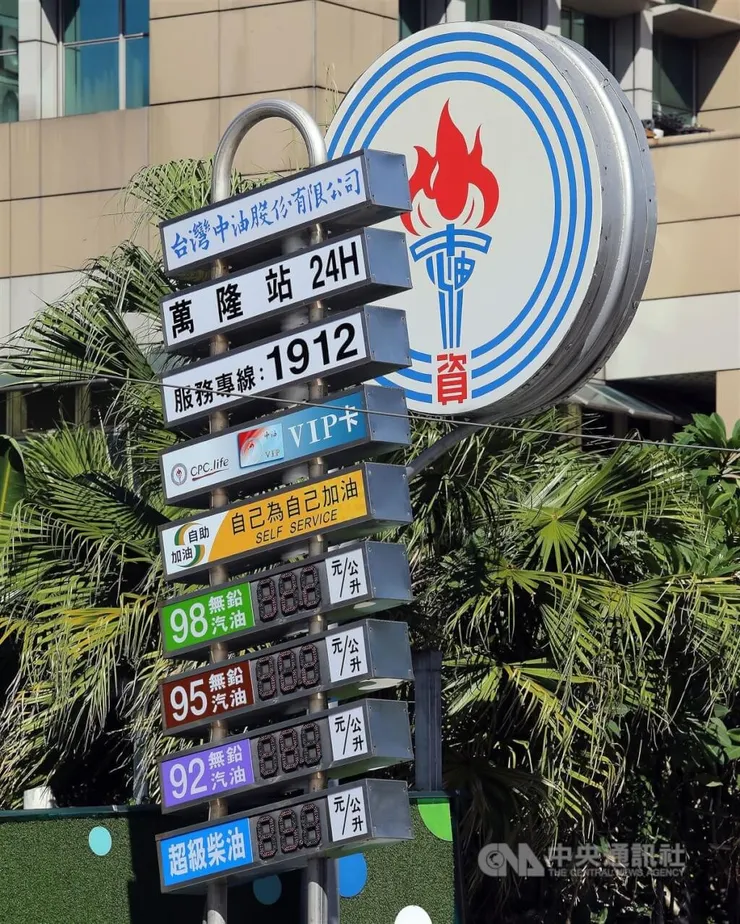 台灣中油股份有限公司
萬隆站 24H
服務專線:1912
CPC.life
中油
VIP
VIP卡
自助
加油
自己為自己加油
SELF SERVICE
98 無鉛
汽油
元/公升
95 無鉛
汽油
元/公升
92 無鉛
汽油
元/公升
超級柴油
元/公升
中油
資
CNA 中央通訊社
THE CENTRAL NEWS AGENCY